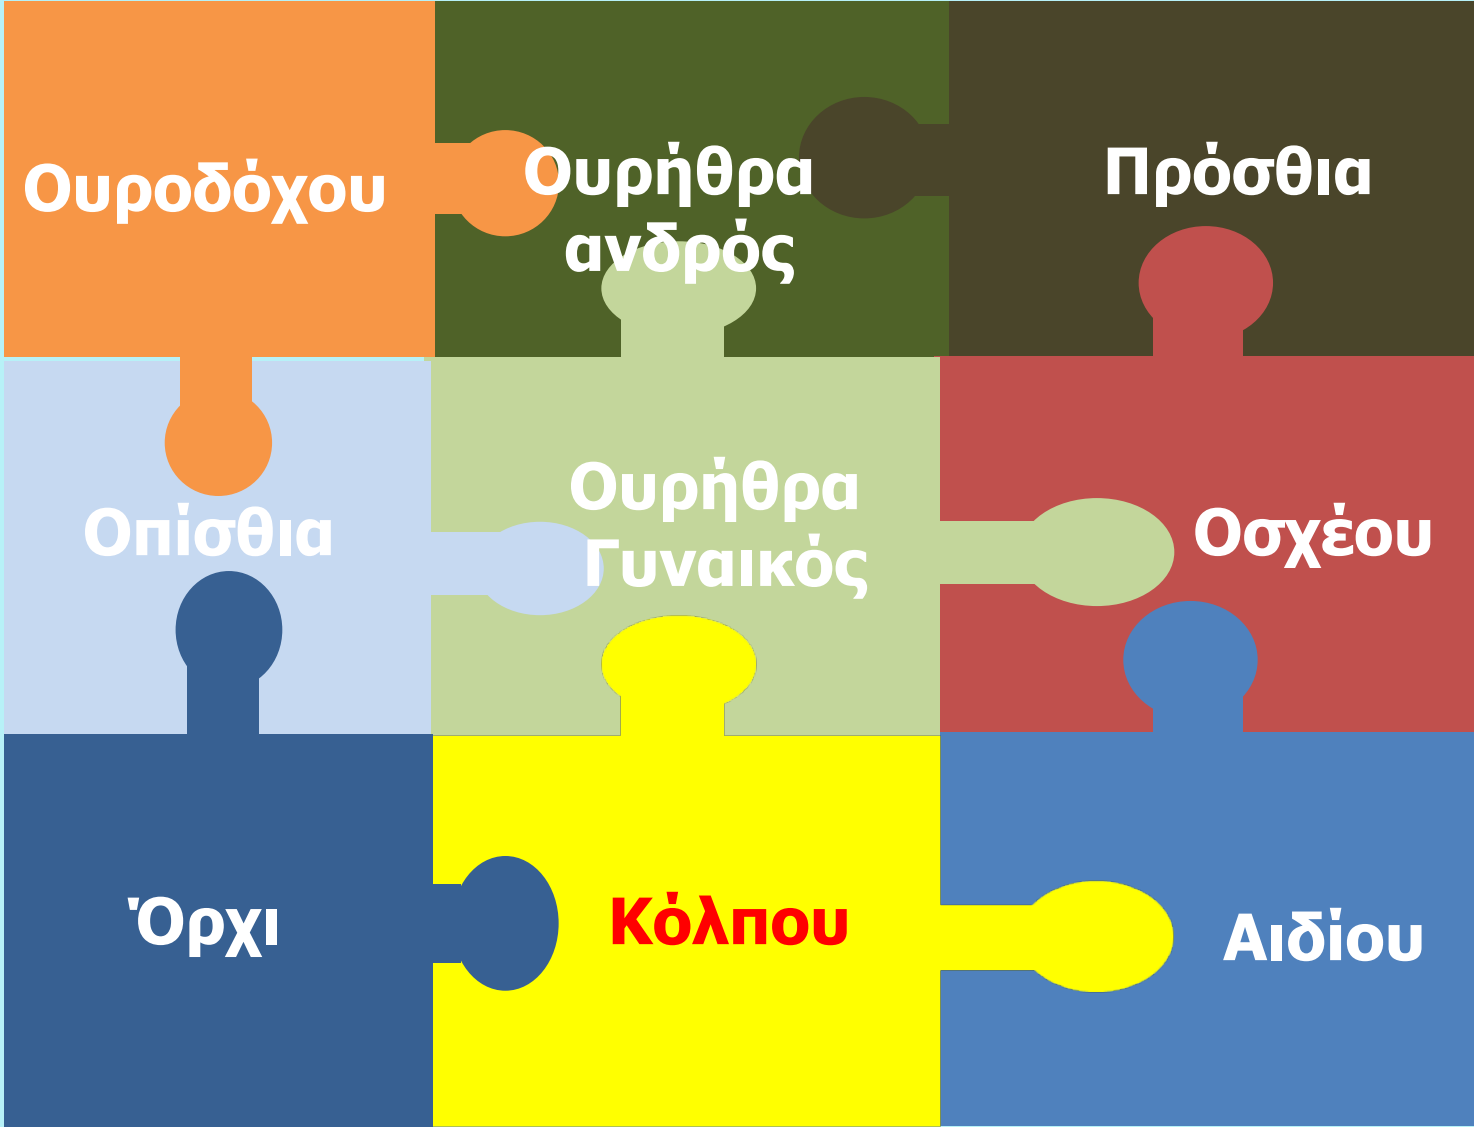 Ουροδόχου
Ουρήθρα
ανδρός
Πρόσθια
Οπίσθια
Ουρήθρα
Γυναικός
Οσχέου
Όρχι
Κόλπου
Αιδίου